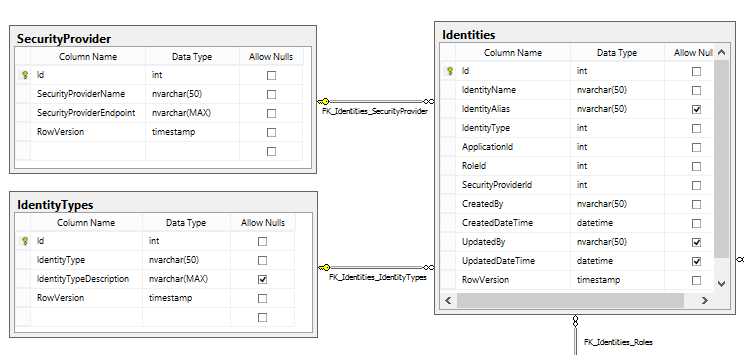 SecurityProvider
Column Name Data Type Allow Nulls
Id int
SecurityProviderName nvarchar(50)
SecurityProviderEndpoint nvarchar(MAX)
RowVersion timestamp
FK_Identities_SecurityProvider
IdentityTypes
Column Name Data Type Allow Nulls
Id int
IdentityType nvarchar(50)
IdentityTypeDescription nvarchar(MAX)
RowVersion timestamp
FK_Identities_IdentityTypes
Identities
Column Name Data Type Allow Null
Id int
IdentityName nvarchar(50)
IdentityAlias nvarchar(50)
IdentityType int
ApplicationId int
RoleId int
SecurityProviderId int
CreatedBy nvarchar(50)
CreatedDateTime datetime
UpdatedBy nvarchar(50)
UpdatedDateTime datetime
RowVersion timestamp
FK_Identities_Roles